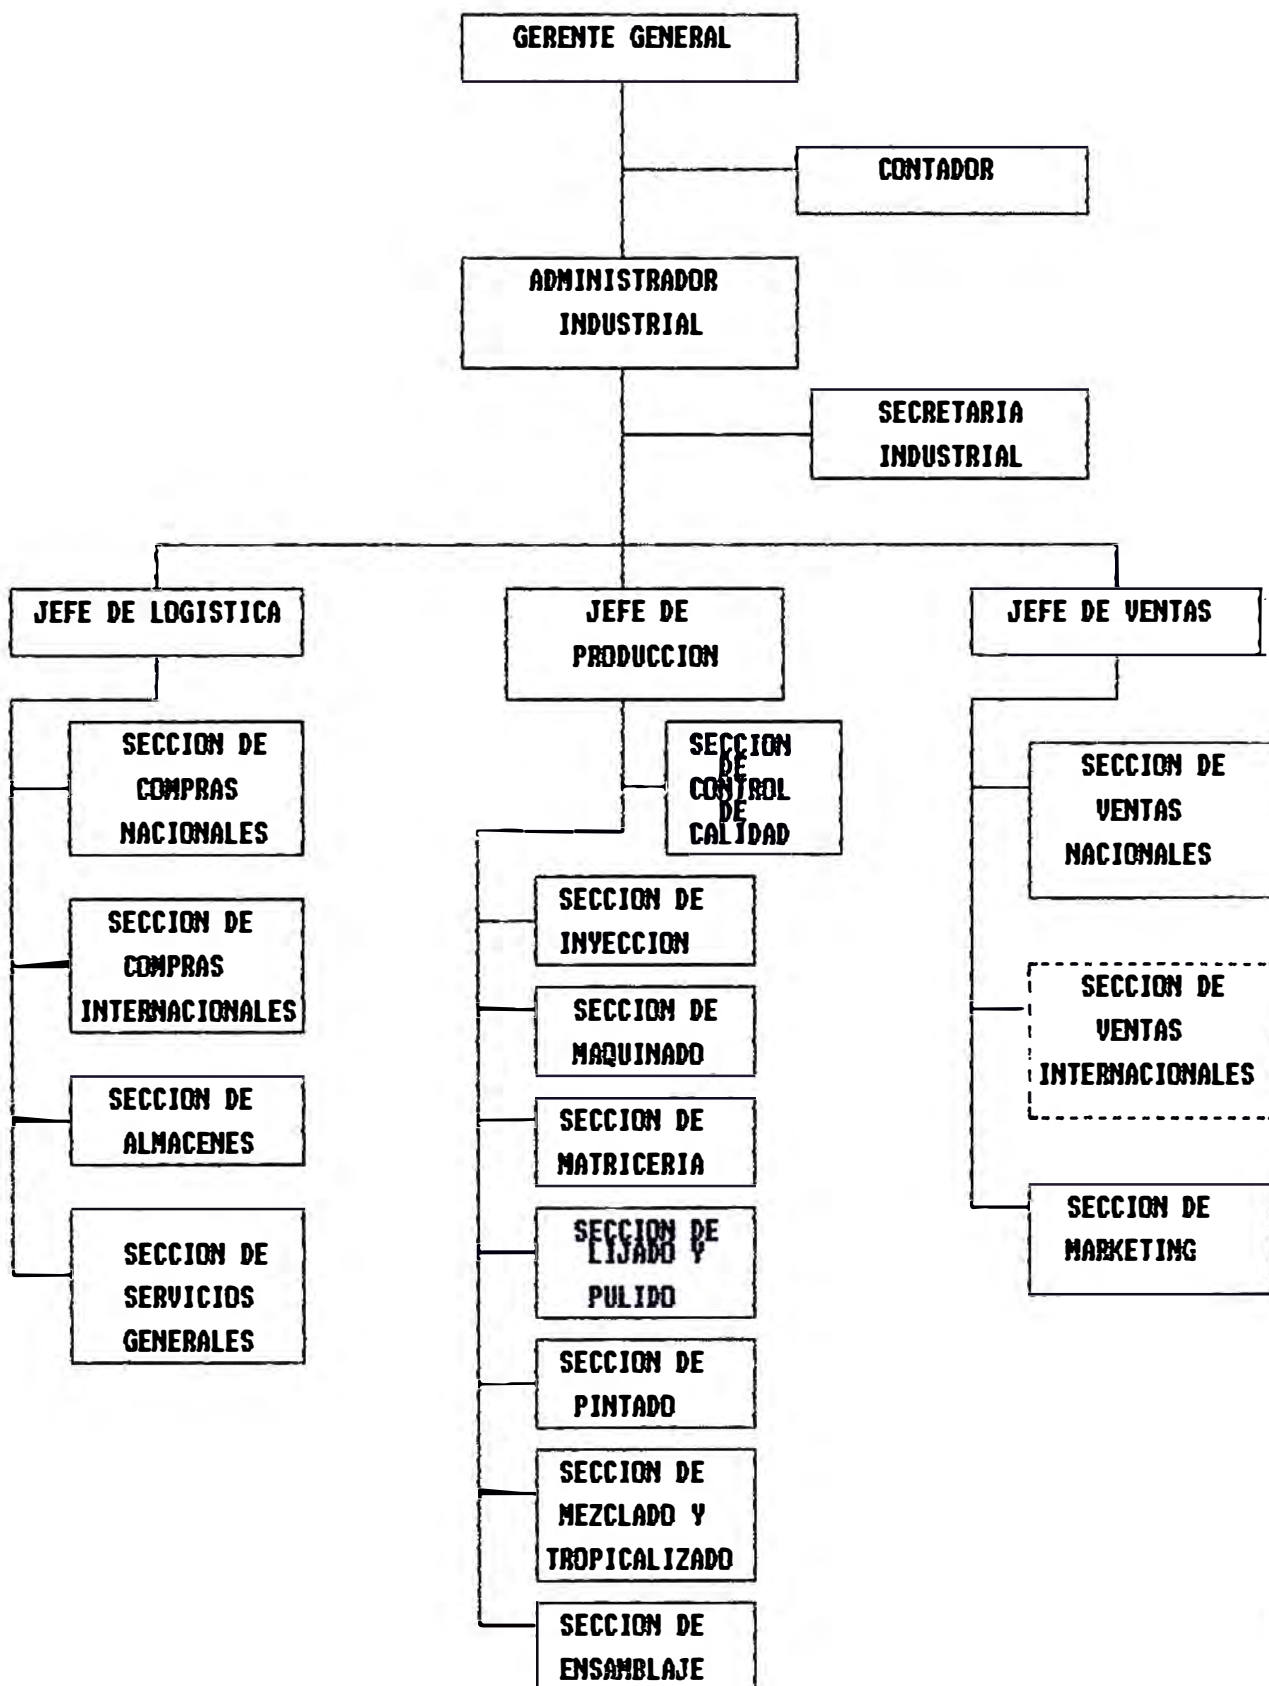 GERENTE GENERAL
CONTADOR
ADMINISTRADOR
INDUSTRIAL
SECRETARIA
INDUSTRIAL
JEFE DE LOGISTICA
JEFE DE
PRODUCCION
JEFE DE VENTAS
SECCION DE
COMPRAS
NACIONALES
SECCION DE
COMPRAS
INTERNACIONALES
SECCION DE
ALMACENES
SECCION DE
SERVICIOS
GENERALES
SECCION
DE
CONTROL
DE
CALIDAD
SECCION DE
INYECCION
SECCION DE
MAQUINADO
SECCION DE
MATRICERIA
SECCION DE
LIJADO Y
PULIDO
SECCION DE
PINTADO
SECCION DE
MEZCLADO Y
TROPICALIZADO
SECCION DE
ENSAMBLAJE
SECCION DE
VENTAS
NACIONALES
SECCION DE
VENTAS
INTERNACIONALES
SECCION DE
MARKETING